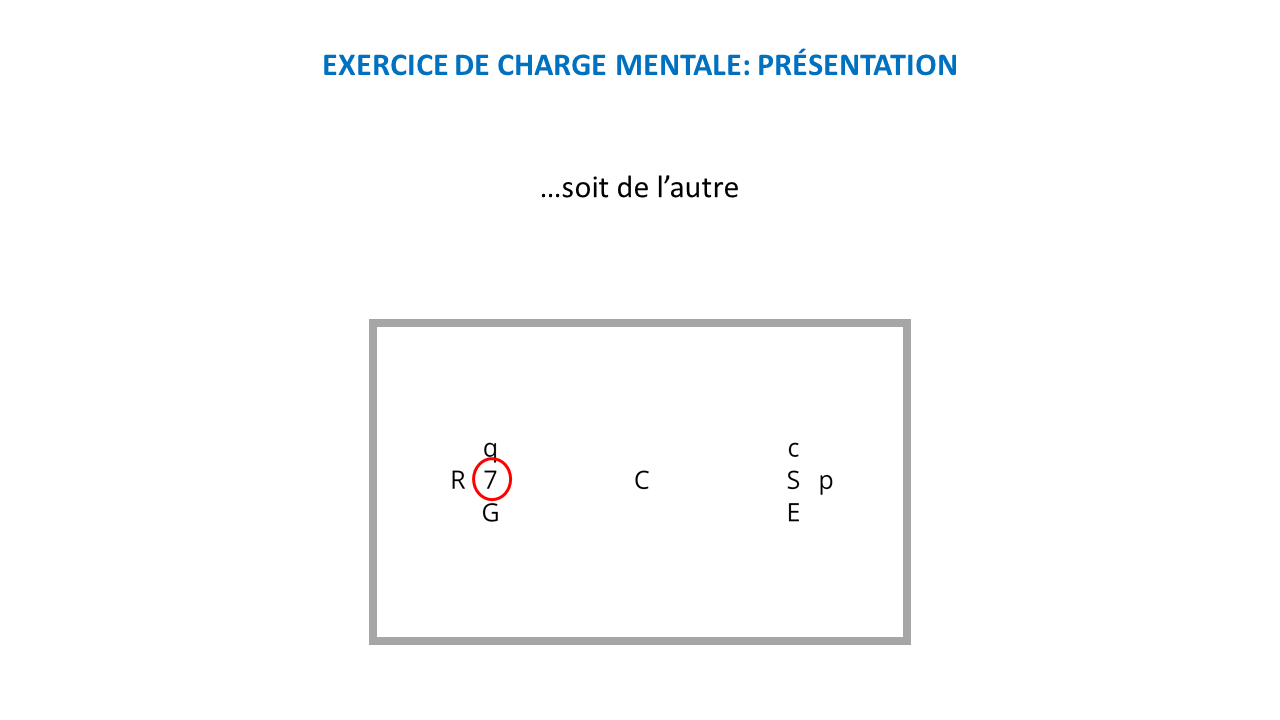 EXERCICE DE CHARGE MENTALE: PRÉSENTATION
…soit de l’autre
q c
R 7 C S p
G E